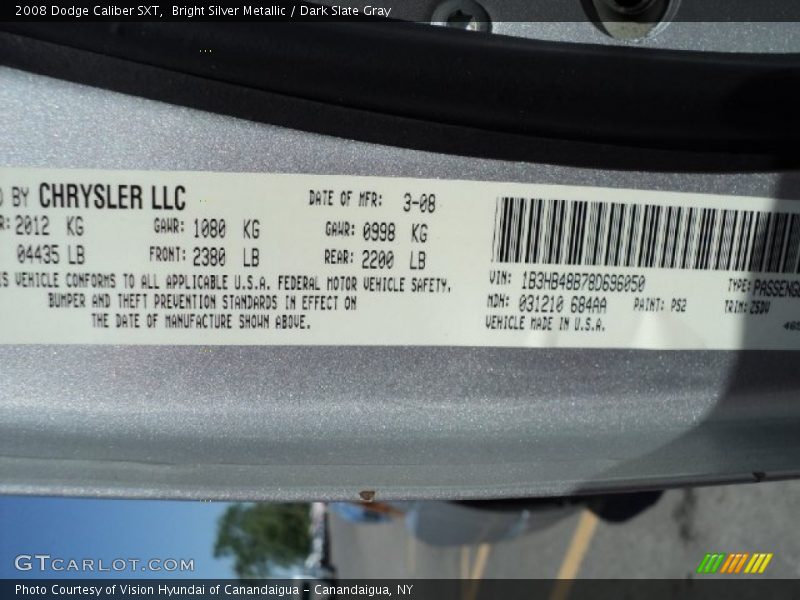 2008 Dodge Caliber SXT,  Bright Silver Metallic / Dark Slate Gray
BY CHRYSLER LLC
DATE OF MFR: 3-08
2012 KG GAWR: 1080 KG GAWR: 0998 KG
04435 LB FRONT: 2380 LB REAR: 2200 LB
VEHICLE CONFORMS TO ALL APPLICABLE U.S.A. FEDERAL MOTOR VEHICLE SAFETY,
BUMPER AND THEFT PREVENTION STANDARDS IN EFFECT ON
THE DATE OF MANUFACTURE SHOWN ABOVE.
VIN: 1B3HB48B78D696050 TYPE: PASSENGE
MDH: 031210 684AA PAINT: PS2 TRIM:
VEHICLE MADE IN U.S.A.
GTCARLOT.COM
Photo Courtesy of Vision Hyundai of Canandaigua – Canandaigua, NY